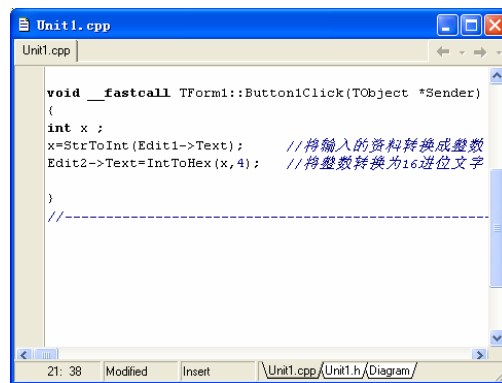 Unit1.cpp
Unit1.cpp
void __fastcall TForm1::Button1Click(TObject *Sender)
{
int x ;
x=StrToInt(Edit1->Text); //将输入的资料转换成整数
Edit2->Text=IntToHex(x,4); //将整数转换为16进位文字
}
//------------------------------------------------------
21: 38 Modified Insert \Unit1.cpp/Unit1.h/Diagram/